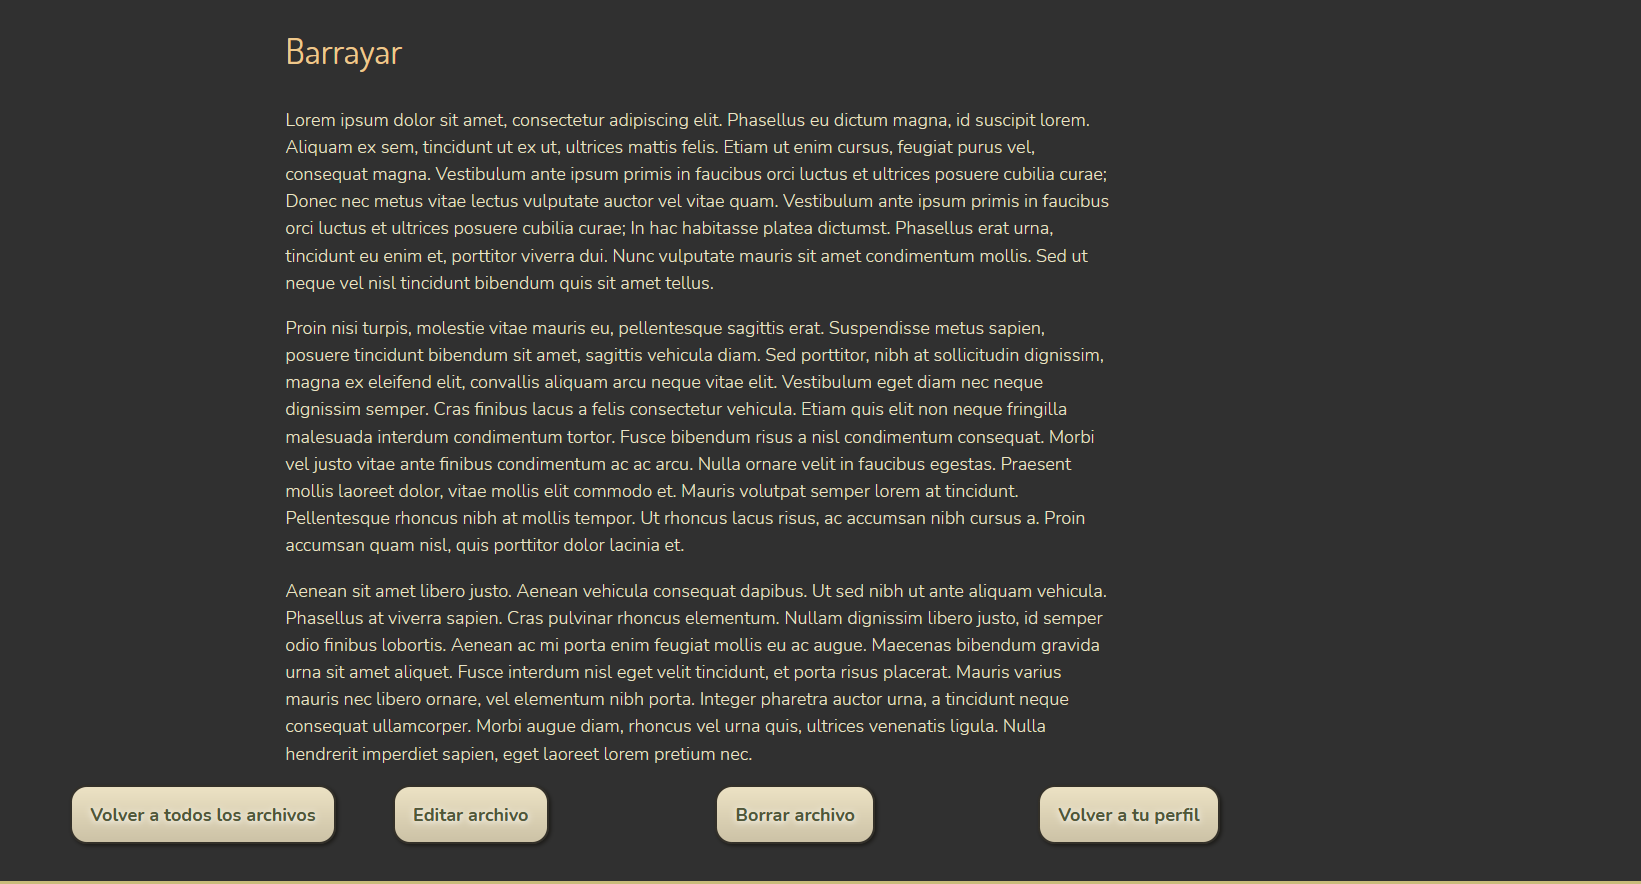 Barrayar
Lorem ipsum dolor sit amet, consectetur adipiscing elit. Phasellus eu dictum magna, id suscipit lorem.
Aliquam ex sem, tincidunt ut ex ut, ultrices mattis felis. Etiam ut enim cursus, feugiat purus vel,
consequat magna. Vestibulum ante ipsum primis in faucibus orci luctus et ultrices posuere cubilia curae;
Donec nec metus vitae lectus vulputate auctor vel vitae quam. Vestibulum ante ipsum primis in faucibus
orci luctus et ultrices posuere cubilia curae; In hac habitasse platea dictumst. Phasellus erat urna,
tincidunt eu enim et, porttitor viverra dui. Nunc vulputate mauris sit amet condimentum mollis. Sed ut
neque vel nisl tincidunt bibendum quis sit amet tellus.
Proin nisi turpis, molestie vitae mauris eu, pellentesque sagittis erat. Suspendisse metus sapien,
posuere tincidunt bibendum sit amet, sagittis vehicula diam. Sed porttitor, nibh at sollicitudin dignissim,
magna ex eleifend elit, convallis aliquam arcu neque vitae elit. Vestibulum eget diam nec neque
dignissim semper. Cras finibus lacus a felis consectetur vehicula. Etiam quis elit non neque fringilla
malesuada interdum condimentum tortor. Fusce bibendum risus a nisl condimentum consequat. Morbi
vel justo vitae ante finibus condimentum ac ac arcu. Nulla ornare velit in faucibus egestas. Praesent
mollis laoreet dolor, vitae mollis elit commodo et. Mauris volutpat semper lorem at tincidunt.
Pellentesque rhoncus nibh at mollis tempor. Ut rhoncus lacus risus, ac accumsan nibh cursus a. Proin
accumsan quam nisl, quis porttitor dolor lacinia et.
Aenean sit amet libero justo. Aenean vehicula consequat dapibus. Ut sed nibh ut ante aliquam vehicula.
Phasellus at viverra sapien. Cras pulvinar rhoncus elementum. Nullam dignissim libero justo, id semper
odio finibus lobortis. Aenean ac mi porta enim feugiat mollis eu ac augue. Maecenas bibendum gravida
urna sit amet aliquet. Fusce interdum nisl eget velit tincidunt, et porta risus placerat. Mauris varius
mauris nec libero ornare, vel elementum nibh porta. Integer pharetra auctor urna, a tincidunt neque
consequat ullamcorper. Morbi augue diam, rhoncus vel urna quis, ultrices venenatis ligula. Nulla
hendrerit imperdiet sapien, eget laoreet lorem pretium nec.
Volver a todos los archivos
Editar archivo
Borrar archivo
Volver a tu perfil